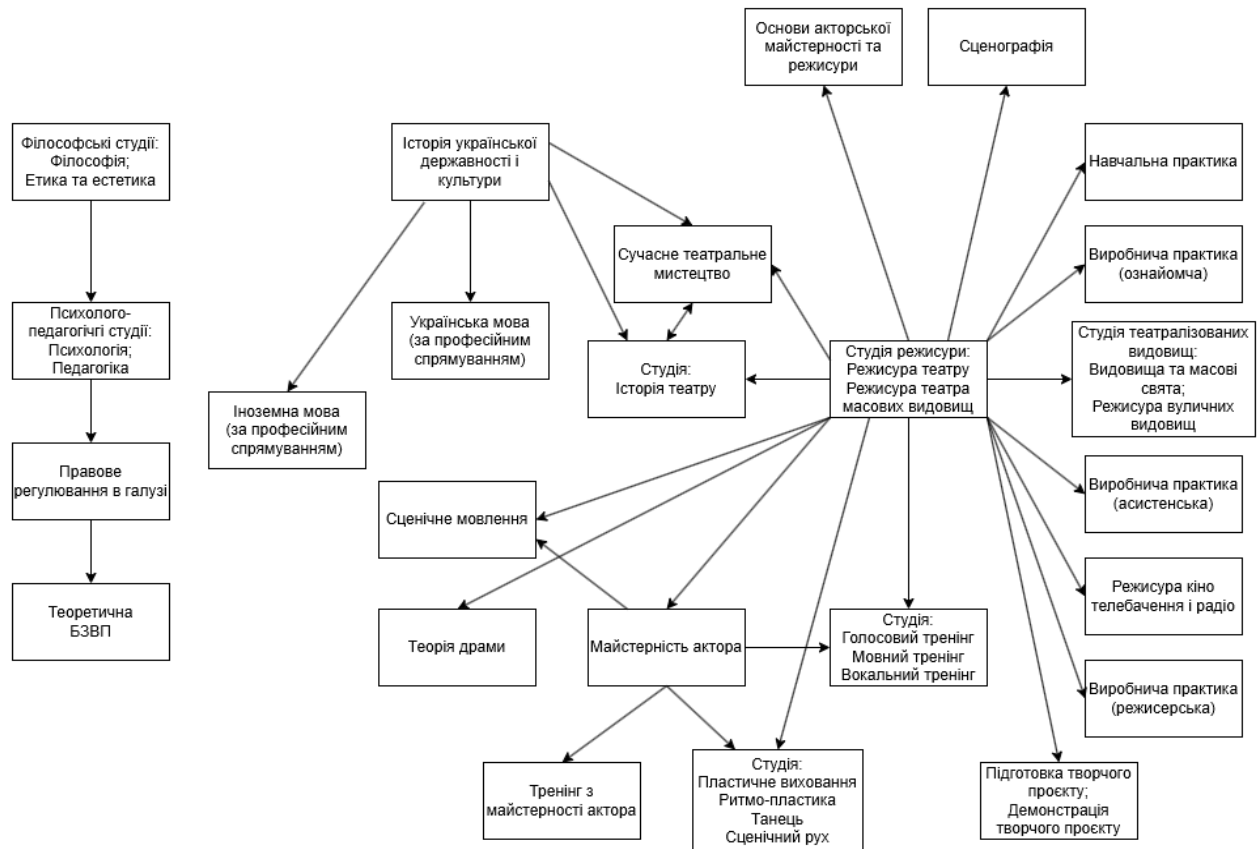 Основи акторської
майстерності та
режисури
Сценографія
Філософські студії:
Філософія;
Етика та естетика
Історія української
державності і
культури
Навчальна практика
Сучасне театральне
мистецтво
Виробнича практика
(ознайомча)
Психолого-
педагогічгі студії:
Психологія;
Педагогіка
Українська мова
(за професійним
спрямуванням)
Студія:
Історія театру
Студія режисури:
Режисура театру
Режисура театра
масових видовищ
Студія театралізованих
видовищ:
Видовища та масові
свята;
Режисура вуличних
видовищ
Іноземна мова
(за професійним
спрямуванням)
Правове
регулювання в галузі
Сценічне мовлення
Виробнича практика
(асистенська)
Теоретична
БЗВП
Теорія драми
Майстерність актора
Студія:
Голосовий тренінг
Мовний тренінг
Вокальний тренінг
Режисура кіно
телебачення і радіо
Виробнича практика
(режисерська)
Тренінг з
майстерності актора
Студія:
Пластичне виховання
Ритмо-пластика
Танець
Сценічний рух
Підготовка творчого
проєкту;
Демонстрація
творчого проєкту